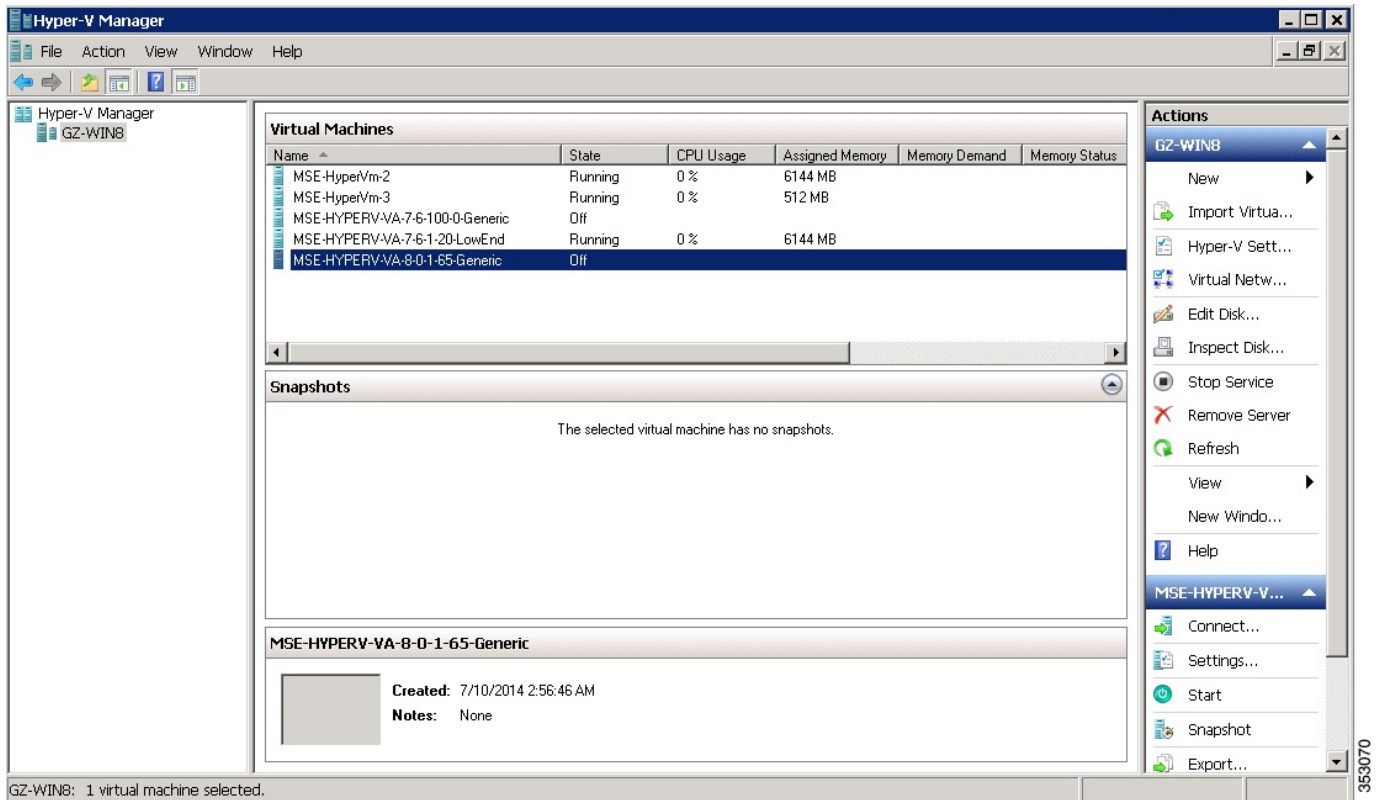 Hyper-V Manager
File Action View Window Help
Hyper-V Manager
GZ-WIN8
Virtual Machines
Name State CPU Usage Assigned Memory Memory Demand Memory Status
MSE-HyperVm-2 Running 0 % 6144 MB
MSE-HyperVm-3 Running 0 % 512 MB
MSE-HYPERV-VA-7-6-100-0-Generic Off
MSE-HYPERV-VA-7-6-1-20-LowEnd Running 0 % 6144 MB
MSE-HYPERV-VA-8-0-1-65-Generic Off
Snapshots
The selected virtual machine has no snapshots.
MSE-HYPERV-VA-8-0-1-65-Generic
Created: 7/10/2014 2:56:46 AM
Notes: None
Actions
GZ-WIN8
New
Import Virtua...
Hyper-V Sett...
Virtual Netw...
Edit Disk...
Inspect Disk...
Stop Service
Remove Server
Refresh
View
New Windo...
Help
MSE-HYPERV-V...
Connect...
Settings...
Start
Snapshot
Export...
GZ-WIN8: 1 virtual machine selected.
353070